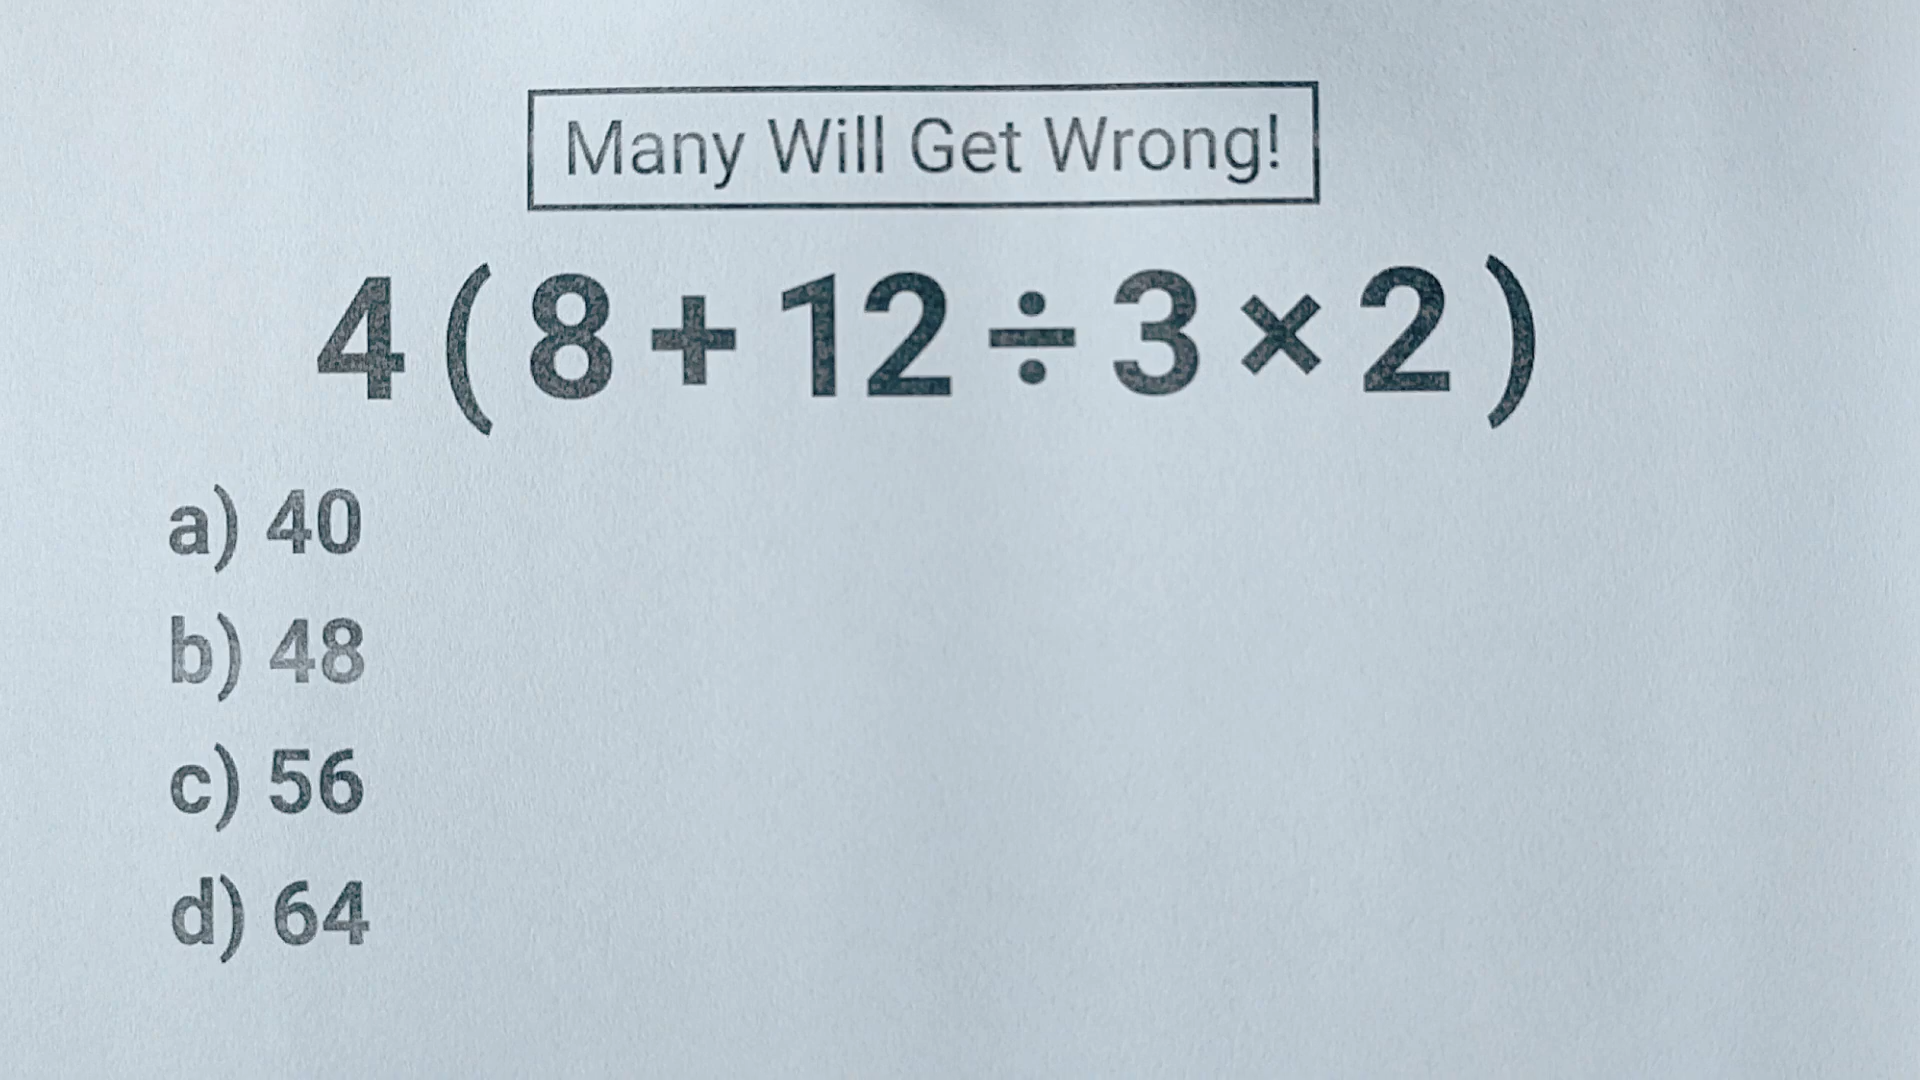 Many Will Get Wrong!
4 ( 8 + 12 ÷ 3 × 2 )
a) 40
b) 48
c) 56
d) 64